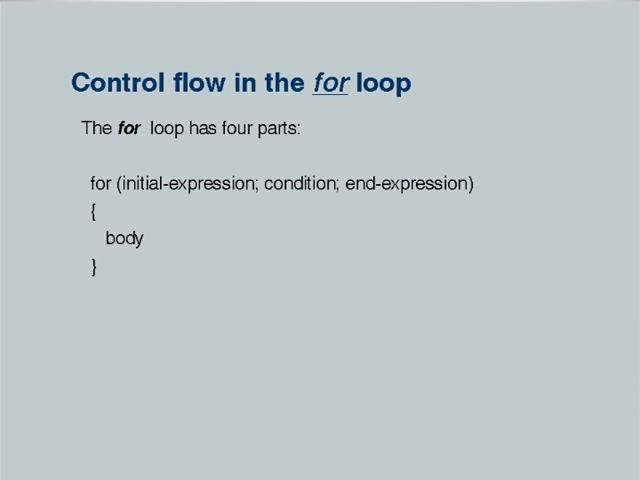 Control flow in the for loop
The for loop has four parts:
for (initial-expression; condition; end-expression)
{
body
}